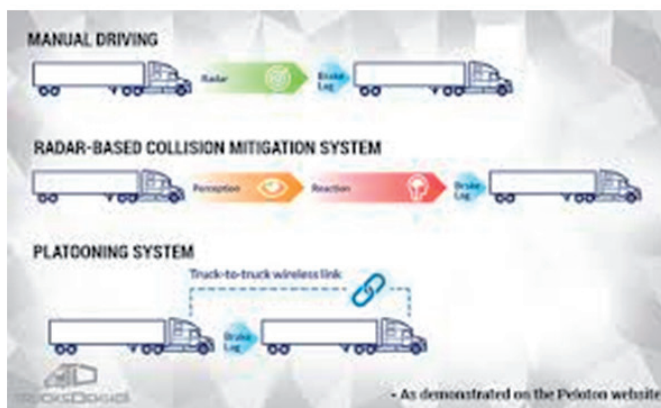 MANUAL DRIVING
Radar
Brake
Lag
RADAR-BASED COLLISION MITIGATION SYSTEM
Perception
Reaction
Brake
Lag
PLATOONING SYSTEM
Truck-to-truck wireless link
Brake
Lag
- As demonstrated on the Peloton website